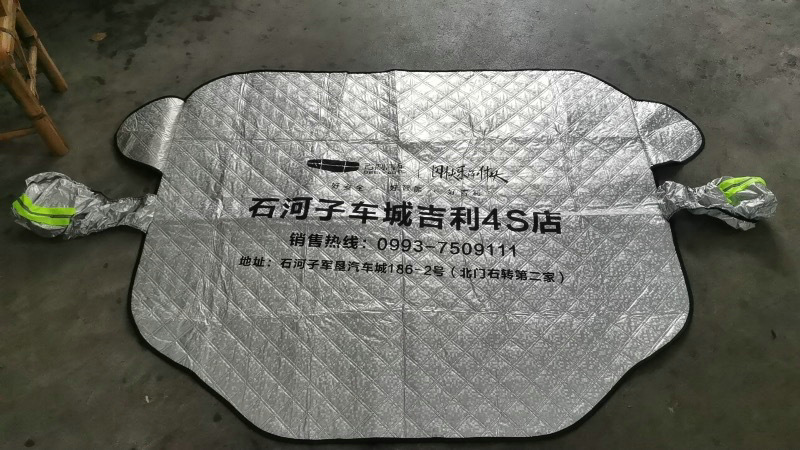 石河子车城吉利4S店
销售热线：0993-7509111
地址：石河子军垦汽车城186-2号（北门右转第二家）